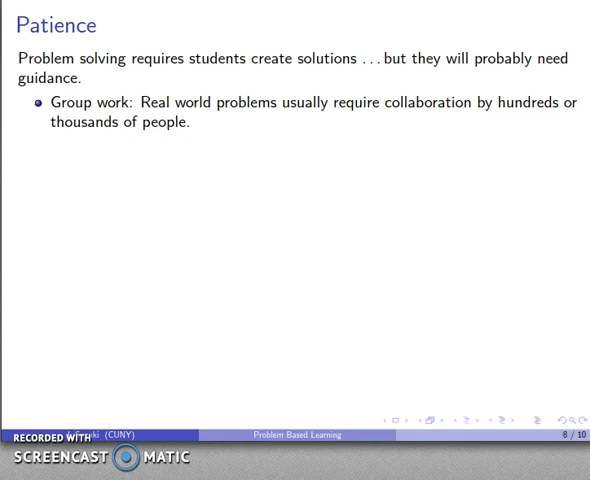 Patience
Problem solving requires students create solutions ... but they will probably need
guidance.
Group work: Real world problems usually require collaboration by hundreds or
thousands of people.
(CUNY)
Problem Based Learning
8 / 10
RECORDED WITH
SCREENCAST MATIC